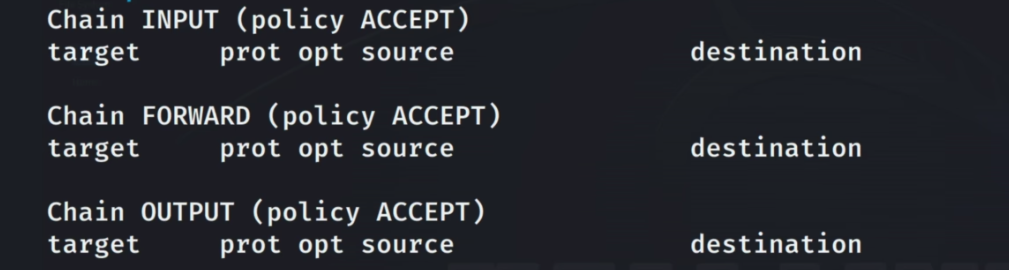 Chain INPUT (policy ACCEPT)
target prot opt source destination
Chain FORWARD (policy ACCEPT)
target prot opt source destination
Chain OUTPUT (policy ACCEPT)
target prot opt source destination